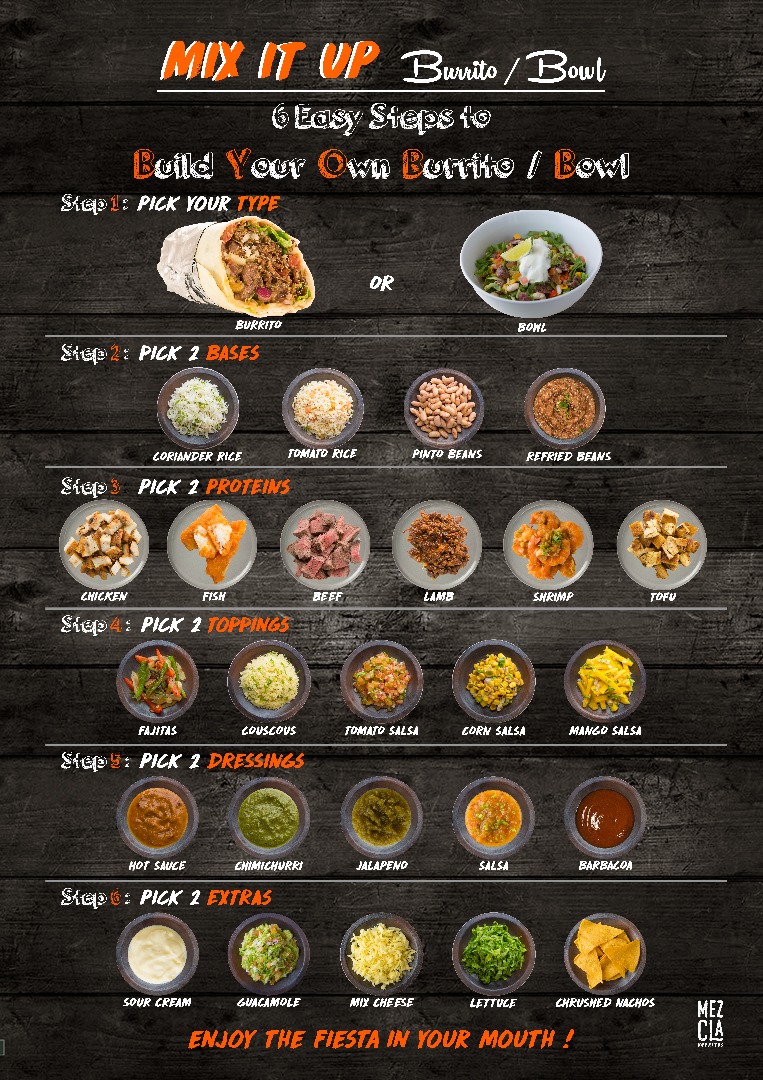 MIX IT UP Burrito / Bowl
6 Easy Steps to
Build Your Own Burrito / Bowl
Step 1: PICK YOUR TYPE
OR
BURRITO BOWL
Step 2: PICK 2 BASES
CORIANDER RICE TOMATO RICE PINTO BEANS REFRIED BEANS
Step 3 PICK 2 PROTEINS
CHICKEN FISH BEEF LAMB SHRIMP TOFU
Step 4: PICK 2 TOPPINGS
FAJITAS COUSCOUS TOMATO SALSA CORN SALSA MANGO SALSA
Step 5: PICK 2 DRESSINGS
HOT SAUCE CHIMICHURRI JALAPENO SALSA BARBACOA
Step 6: PICK 2 EXTRAS
SOUR CREAM GUACAMOLE MIX CHEESE LETTUCE CHRUSHED NACHOS
MEZ
CLA
BURRITOS
ENJOY THE FIESTA IN YOUR MOUTH !